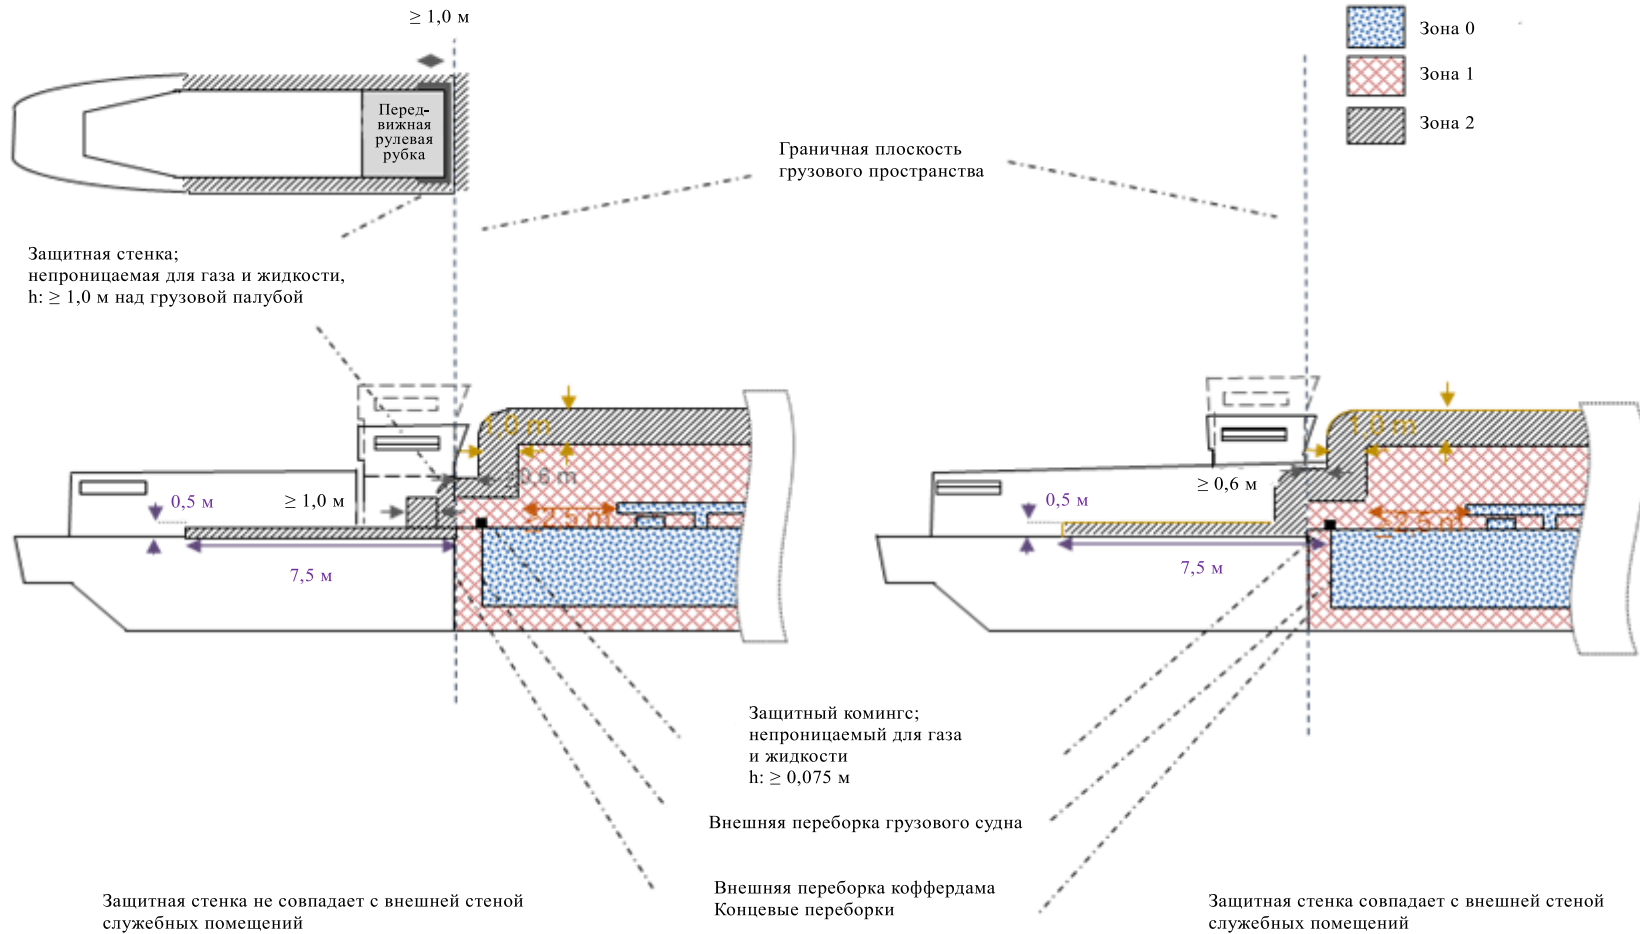 ≥ 1,0 м
Зона 0
Зона 1
Зона 2
Перед-
вижная
рулевая
рубка
Граничная плоскость
грузового пространства
Защитная стенка;
непроницаемая для газа и жидкости,
h: ≥ 1,0 м над грузовой палубой
1,0 m
0,6 m
≥ 1,0 м
0,5 м
≥2,5 m
7,5 м
1,0 m
≥ 0,6 м
0,5 м
≥2,5 m
7,5 м
Защитный комингс;
непроницаемый для газа
и жидкости
h: ≥ 0,075 м
Внешняя переборка грузового судна
Внешняя переборка коффердама
Концевые переборки
Защитная стенка не совпадает с внешней стеной
служебных помещений
Защитная стенка совпадает с внешней стеной
служебных помещений